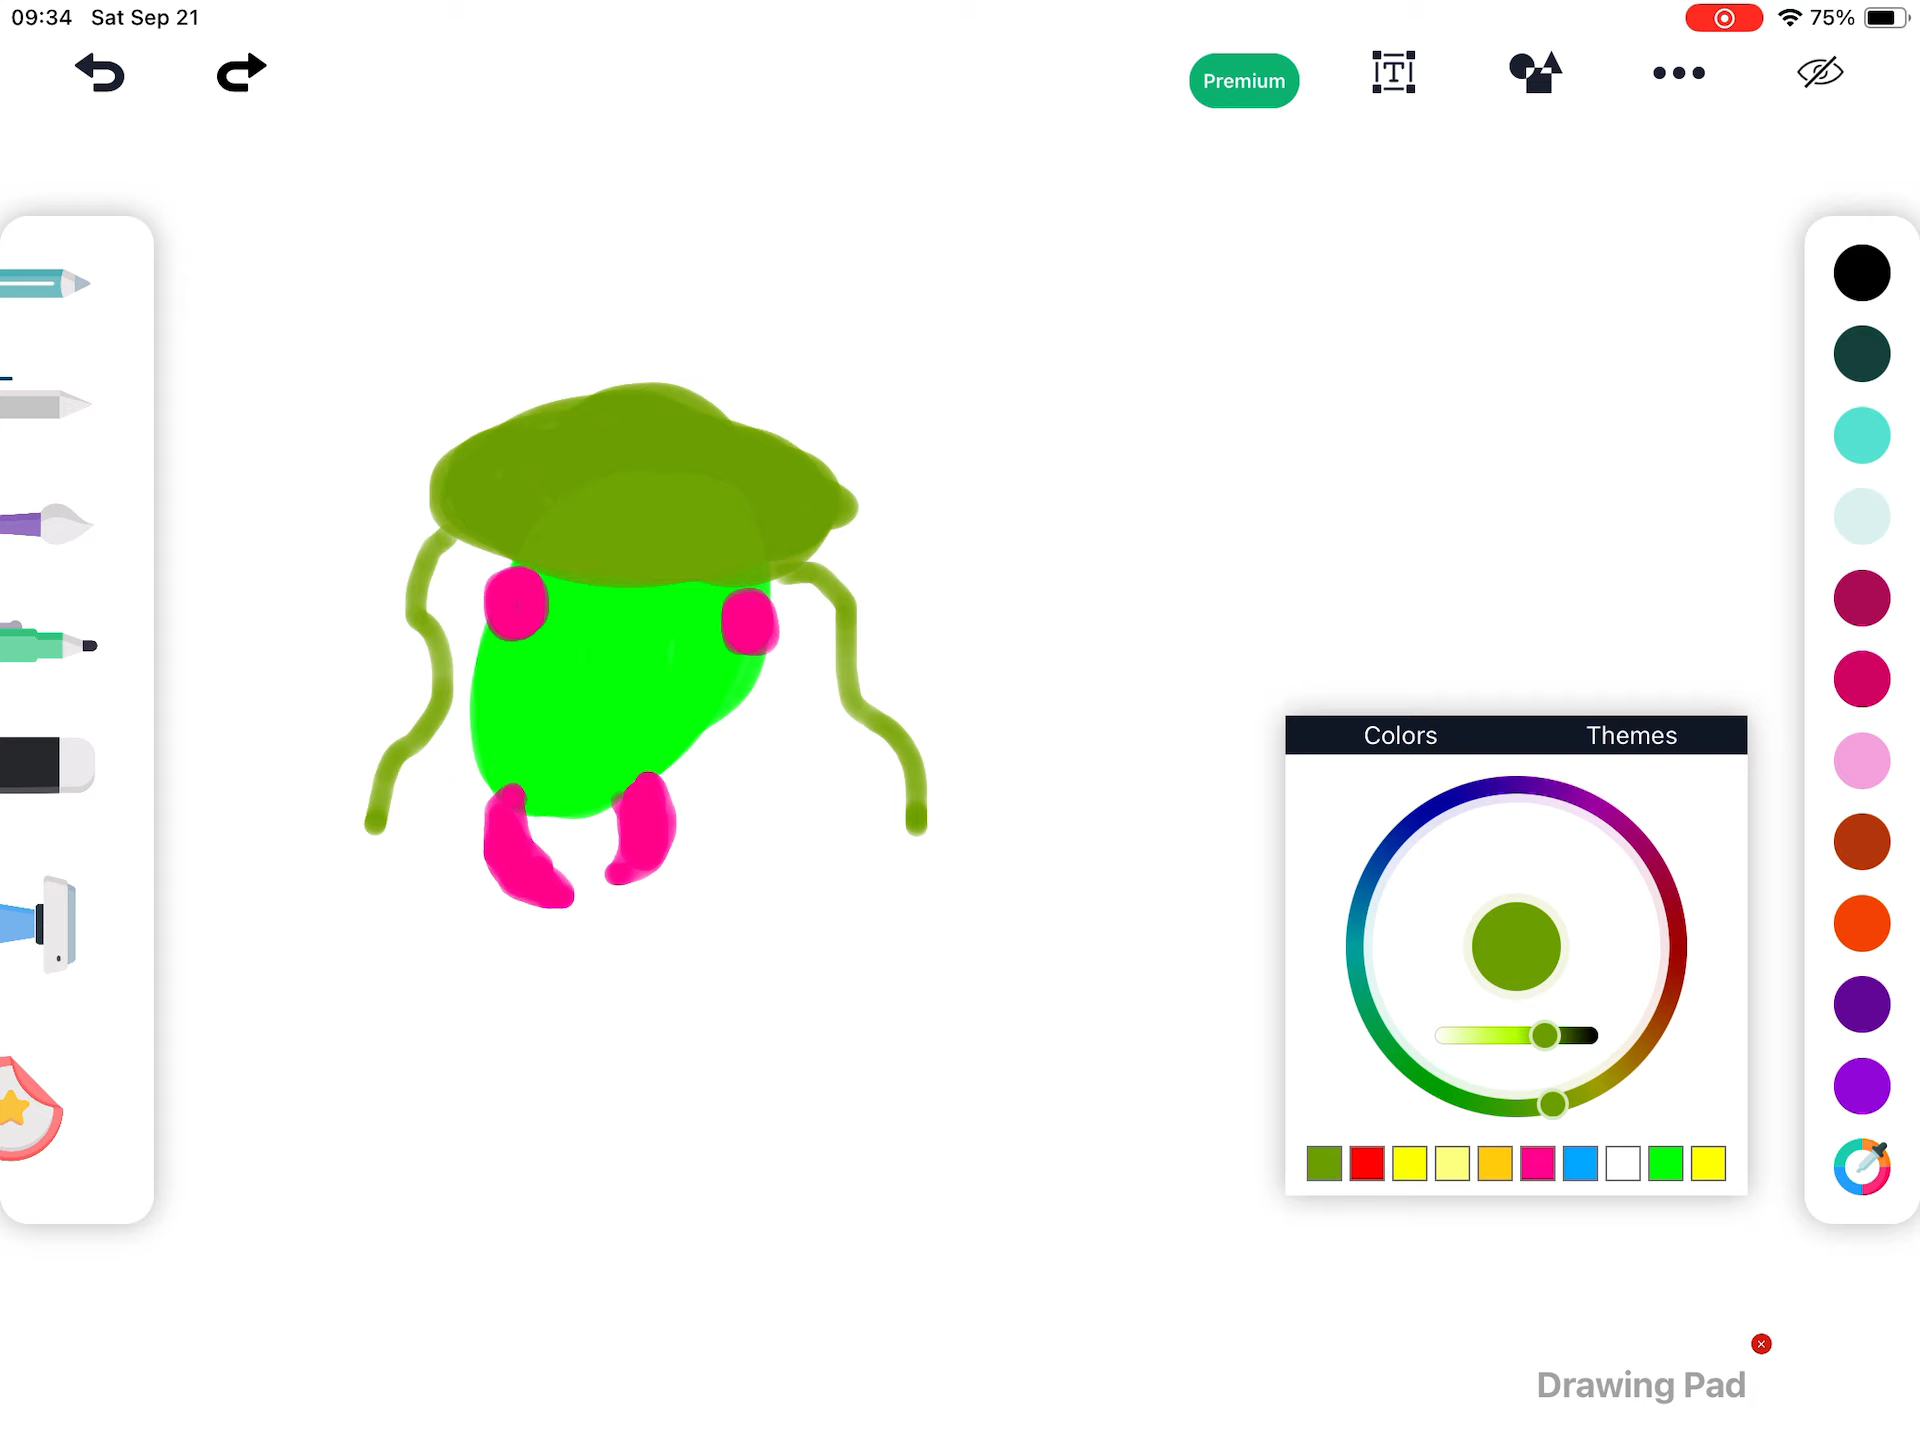 09:34 Sat Sep 21
75%
Premium
T
Colors Themes
Drawing Pad